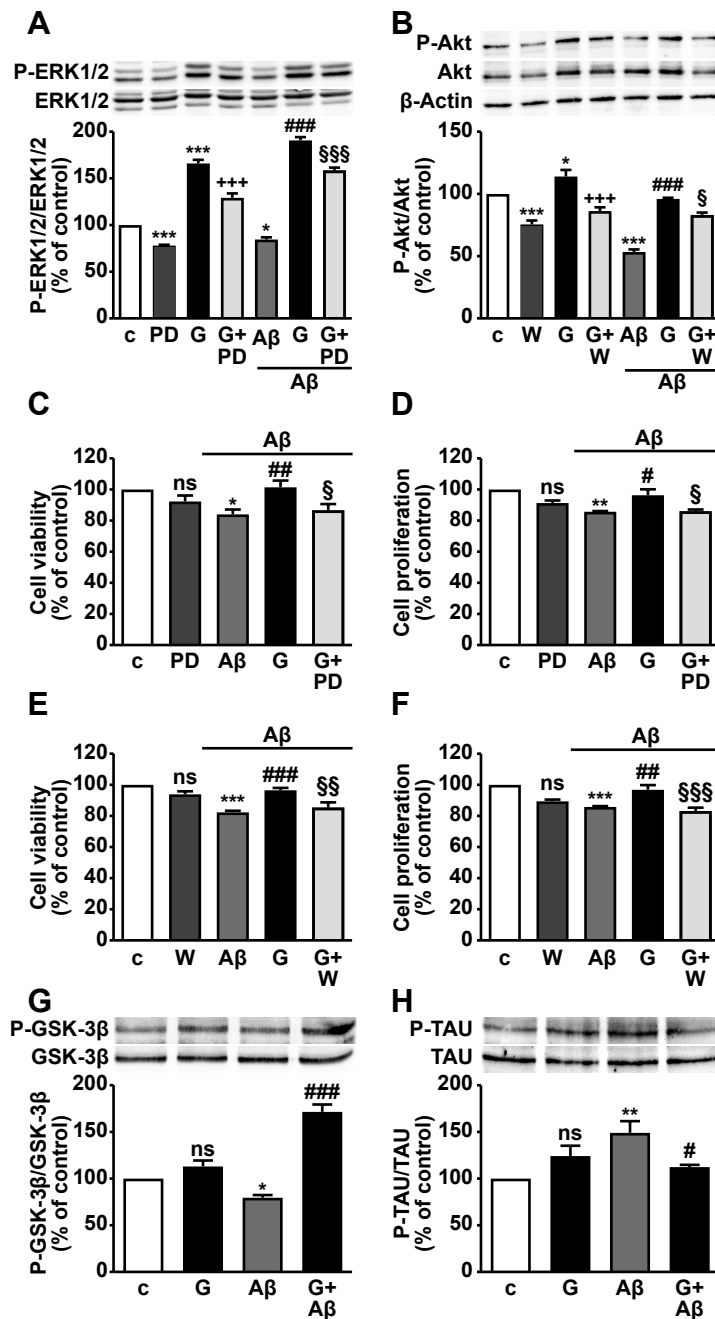 A
P-ERK1/2
ERK1/2
P-ERK1/2/ERK1/2
(% of control)
200
150
100
50
0
*** *** +++ * ### §§§
c PD G G+ Aβ G G+
PD PD
Aβ
B
P-Akt
Akt
β-Actin
P-Akt/Akt
(% of control)
150
100
50
0
*** * +++ *** ### §
c W G G+ Aβ G G+
W W
Aβ
C
Cell viability
(% of control)
120
100
80
60
40
20
0
Aβ
ns * ## §
c PD Aβ G G+
PD
D
Cell proliferation
(% of control)
120
100
80
60
40
20
0
Aβ
ns ** # §
c PD Aβ G G+
PD
E
Cell viability
(% of control)
120
100
80
60
40
20
0
Aβ
ns *** ### §§
c W Aβ G G+
W
F
Cell proliferation
(% of control)
120
100
80
60
40
20
0
Aβ
ns *** ## §§§
c W Aβ G G+
W
G
P-GSK-3β
GSK-3β
P-GSK-3β/GSK-3β
(% of control)
200
150
100
50
0
ns * ###
c G Aβ G+
Aβ
H
P-TAU
TAU
P-TAU/TAU
(% of control)
200
150
100
50
0
ns ** #
c G Aβ G+
Aβ